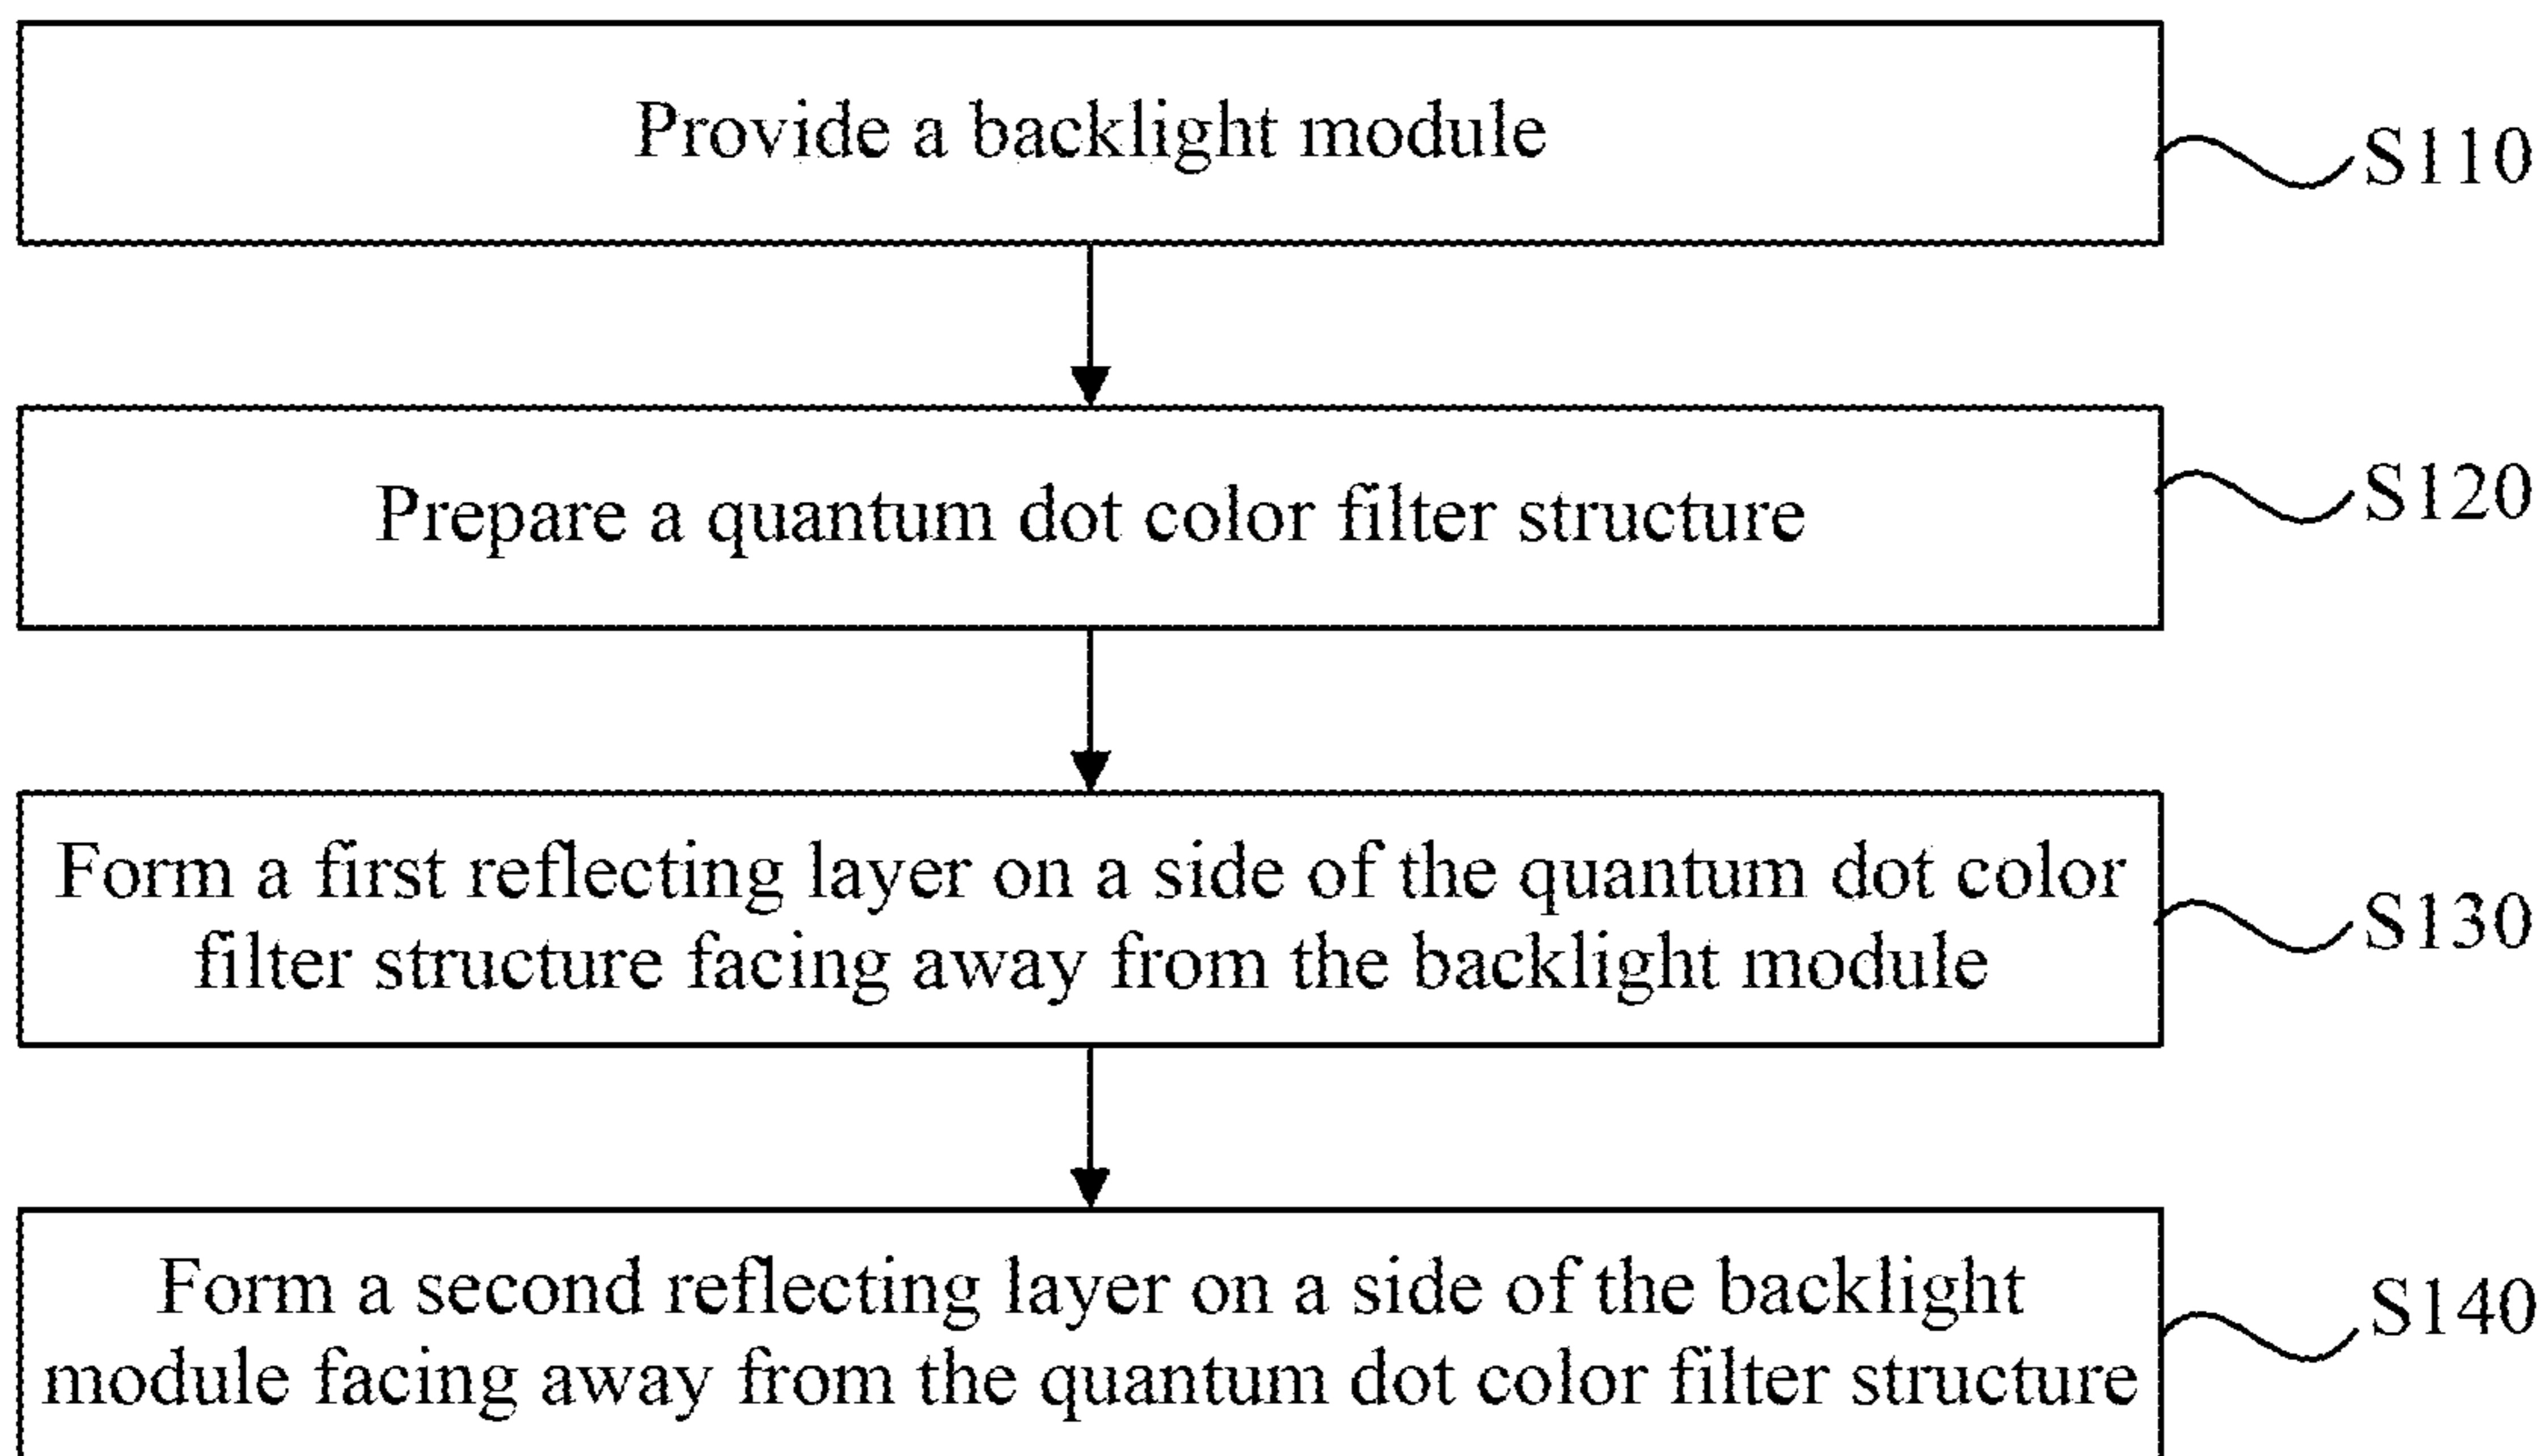 Provide a backlight module
S110
Prepare a quantum dot color filter structure
S120
Form a first reflecting layer on a side of the quantum dot color
filter structure facing away from the backlight module
S130
Form a second reflecting layer on a side of the backlight
module facing away from the quantum dot color filter structure
S140